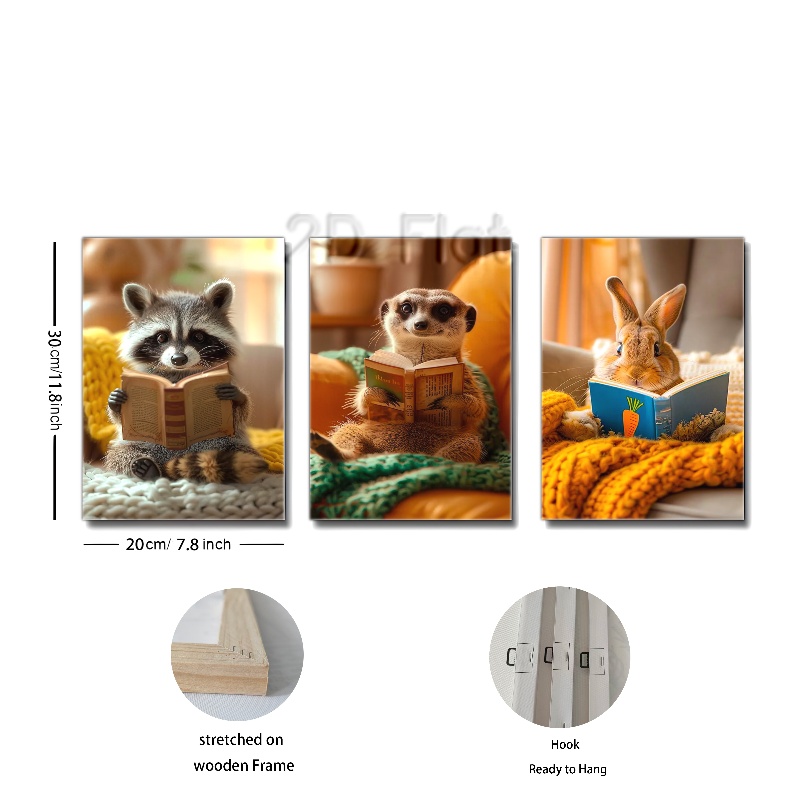 2D Flat
30cm/11.8inch
20cm/ 7.8 inch
stretched on
wooden Frame
Hook
Ready to Hang